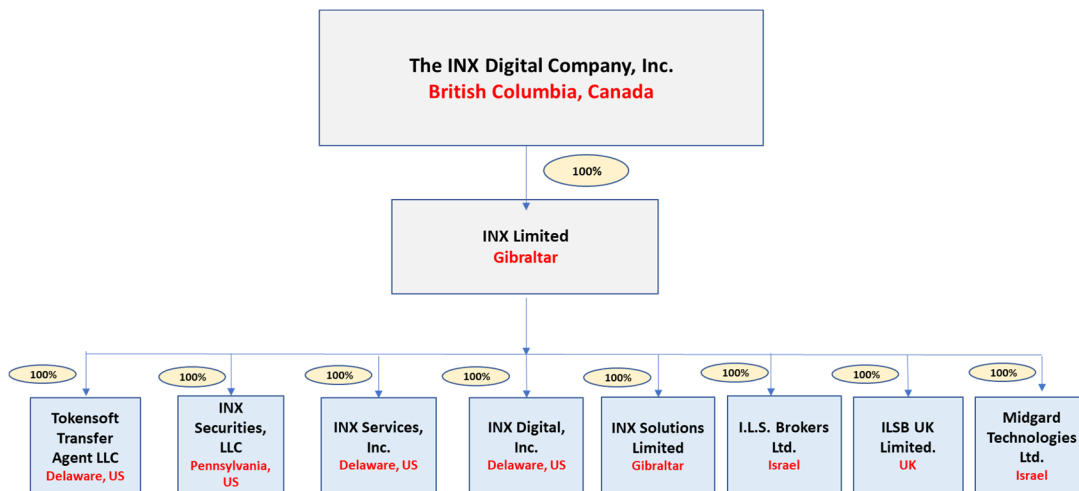 The INX Digital Company, Inc.
British Columbia, Canada
100%
INX Limited
Gibraltar
100%
100%
100%
100%
100%
100%
100%
100%
Tokensoft
Transfer
Agent LLC
Delaware, US
INX
Securities,
LLC
Pennsylvania,
US
INX Services,
Inc.
Delaware, US
INX Digital,
Inc.
Delaware, US
INX Solutions
Limited
Gibraltar
I.L.S. Brokers
Ltd.
Israel
ILSB UK
Limited.
UK
Midgard
Technologies
Ltd.
Israel